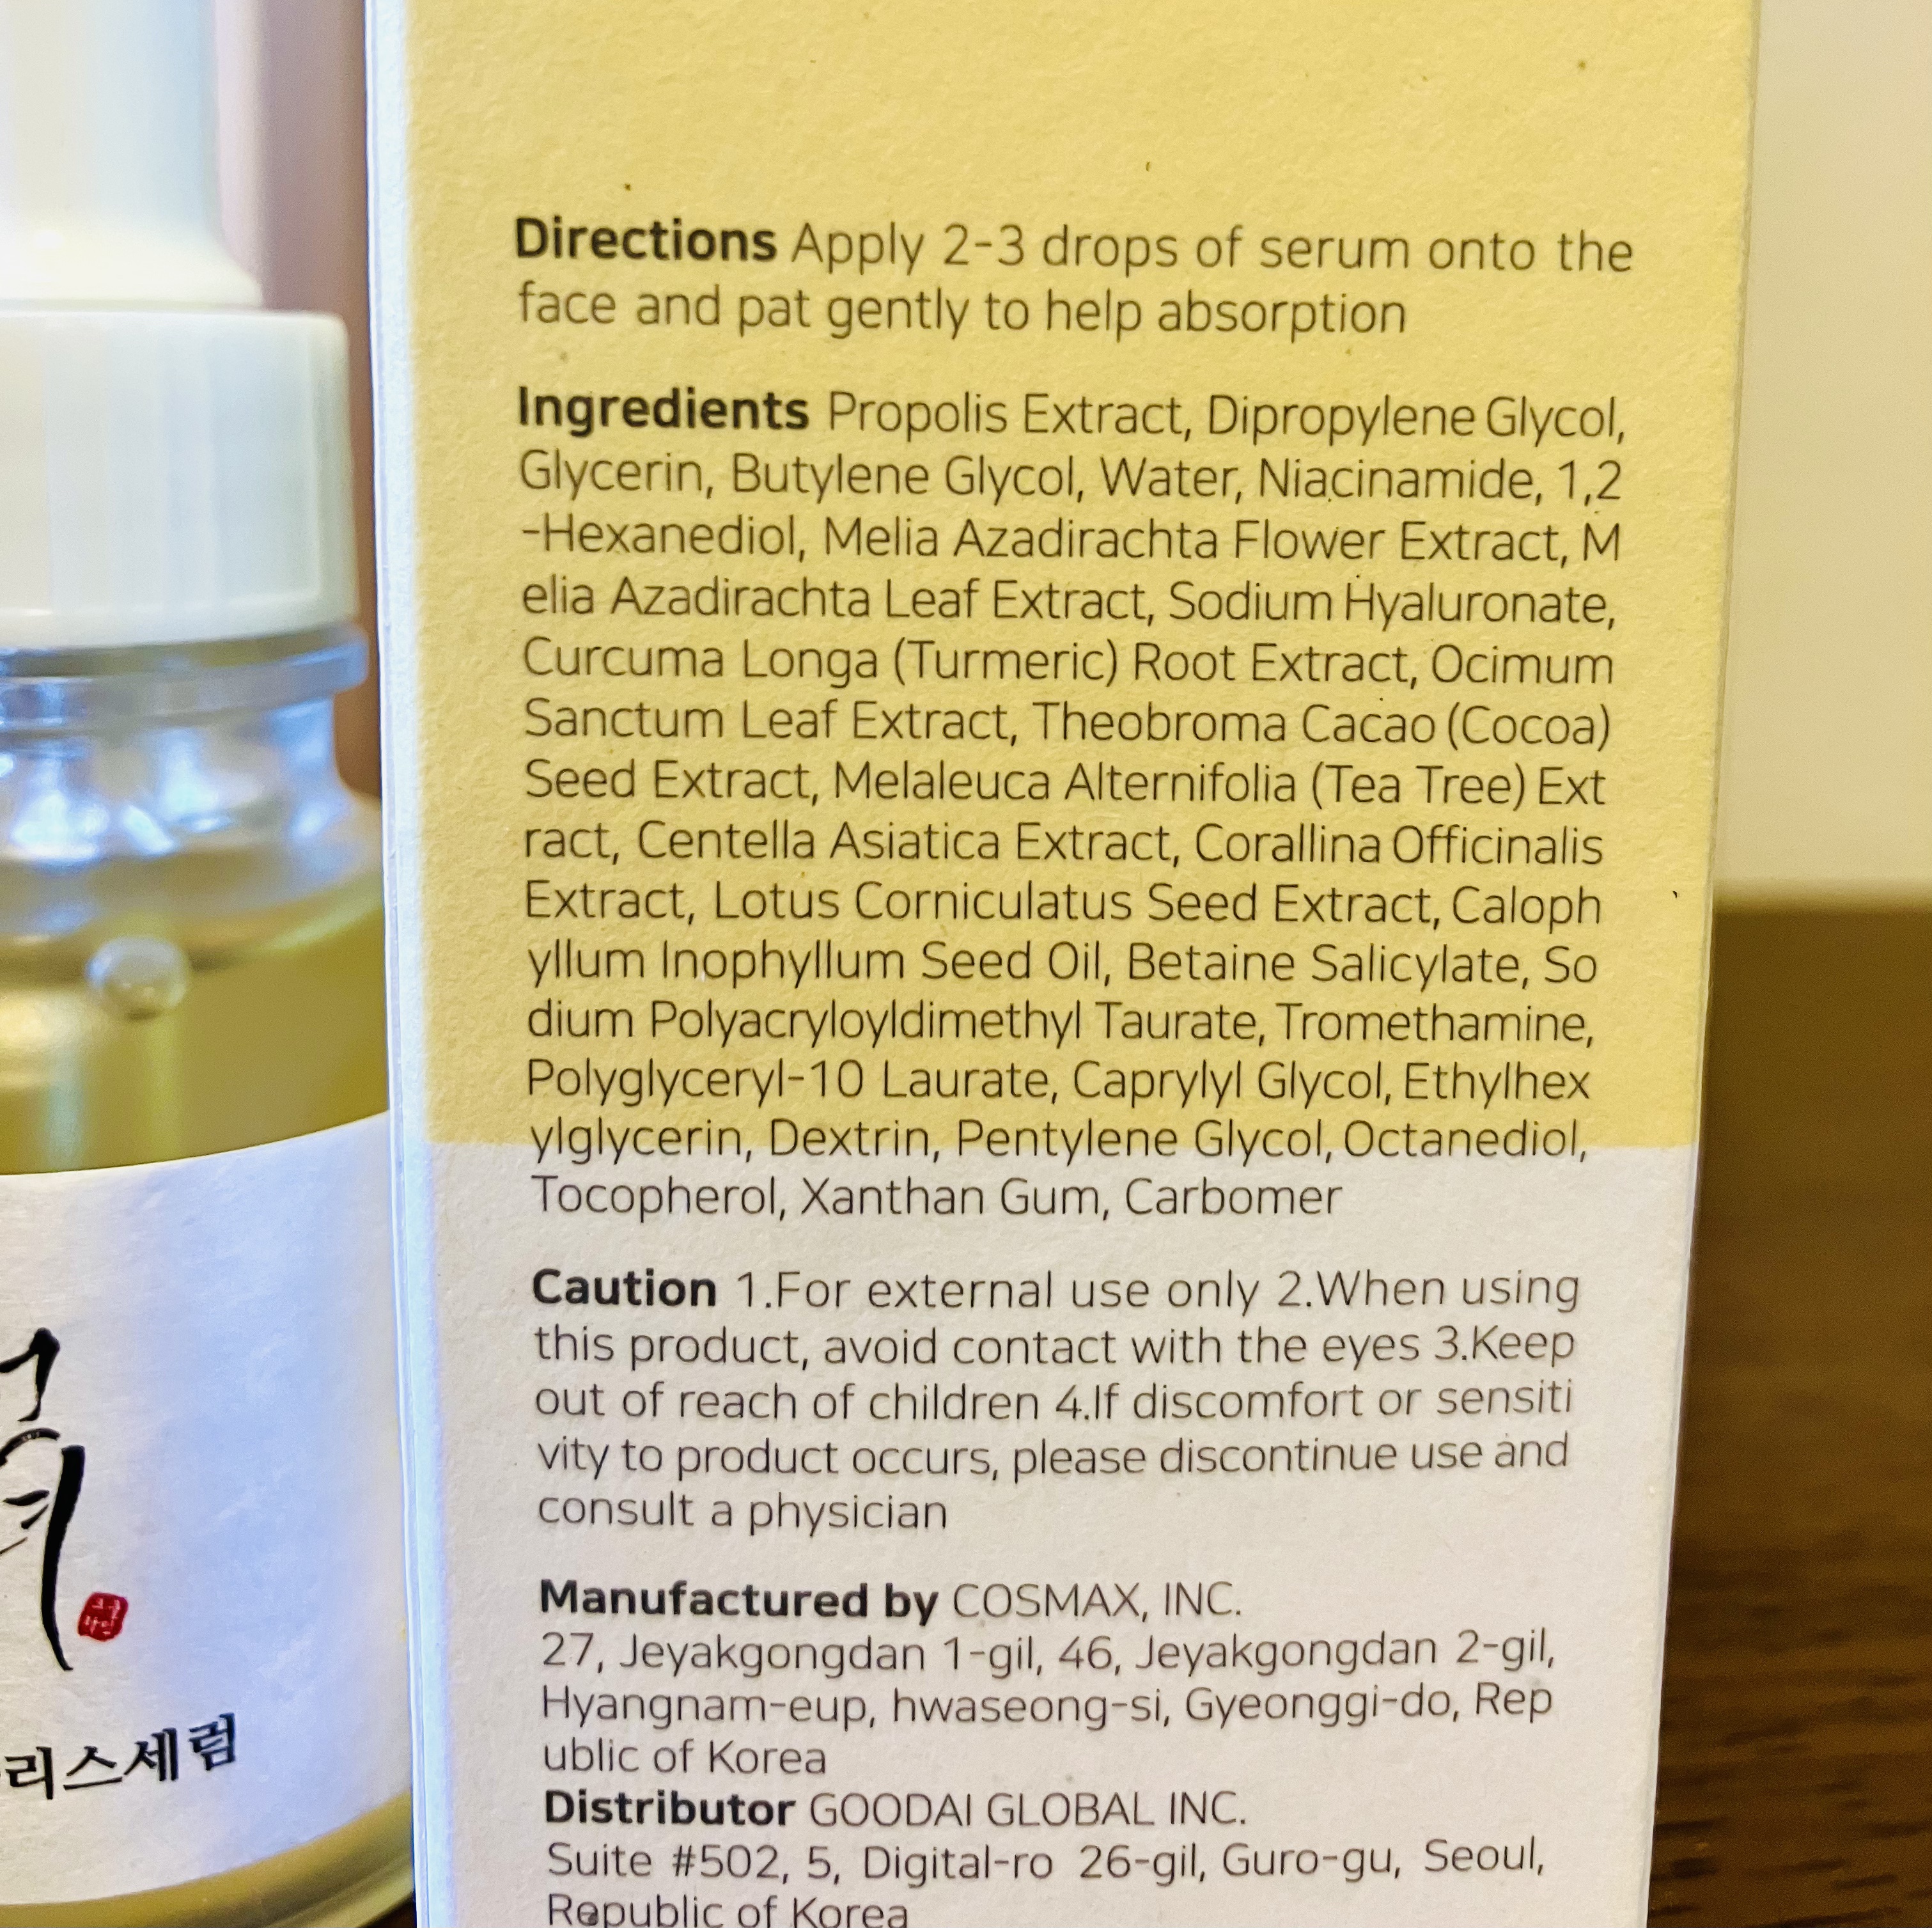 Directions Apply 2-3 drops of serum onto the
face and pat gently to help absorption
Ingredients Propolis Extract, Dipropylene Glycol,
Glycerin, Butylene Glycol, Water, Niacinamide, 1,2
-Hexanediol, Melia Azadirachta Flower Extract, M
elia Azadirachta Leaf Extract, Sodium Hyaluronate,
Curcuma Longa (Turmeric) Root Extract, Ocimum
Sanctum Leaf Extract, Theobroma Cacao (Cocoa)
Seed Extract, Melaleuca Alternifolia (Tea Tree) Ext
ract, Centella Asiatica Extract, Corallina Officinalis
Extract, Lotus Corniculatus Seed Extract, Caloph
yllum Inophyllum Seed Oil, Betaine Salicylate, So
dium Polyacryloyldimethyl Taurate, Tromethamine,
Polyglyceryl-10 Laurate, Caprylyl Glycol, Ethylhex
ylglycerin, Dextrin, Pentylene Glycol, Octanediol,
Tocopherol, Xanthan Gum, Carbomer
Caution 1.For external use only 2.When using
this product, avoid contact with the eyes 3.Keep
out of reach of children 4.If discomfort or sensiti
vity to product occurs, please discontinue use and
consult a physician
Manufactured by COSMAX, INC.
27, Jeyakgongdan 1-gil, 46, Jeyakgongdan 2-gil,
Hyangnam-eup, hwaseong-si, Gyeonggi-do, Rep
ublic of Korea
Distributor GOODAI GLOBAL INC.
Suite #502, 5, Digital-ro 26-gil, Guro-gu, Seoul,
Republic of Korea
리스세럼